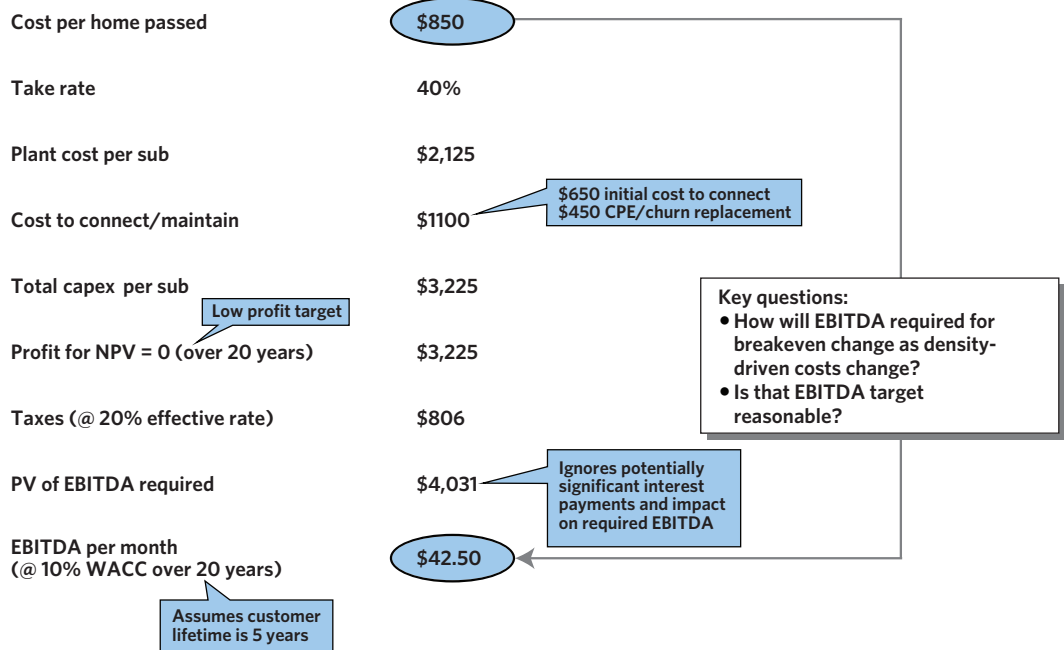 Cost per home passed $850
Take rate 40%
Plant cost per sub $2,125
Cost to connect/maintain $1100
$650 initial cost to connect
$450 CPE/churn replacement
Total capex per sub $3,225
Low profit target
Profit for NPV = 0 (over 20 years) $3,225
Taxes (@ 20% effective rate) $806
PV of EBITDA required $4,031
Ignores potentially
significant interest
payments and impact
on required EBITDA
EBITDA per month
(@ 10% WACC over 20 years) $42.50
Assumes customer
lifetime is 5 years
Key questions:
• How will EBITDA required for
breakeven change as density-
driven costs change?
• Is that EBITDA target
reasonable?